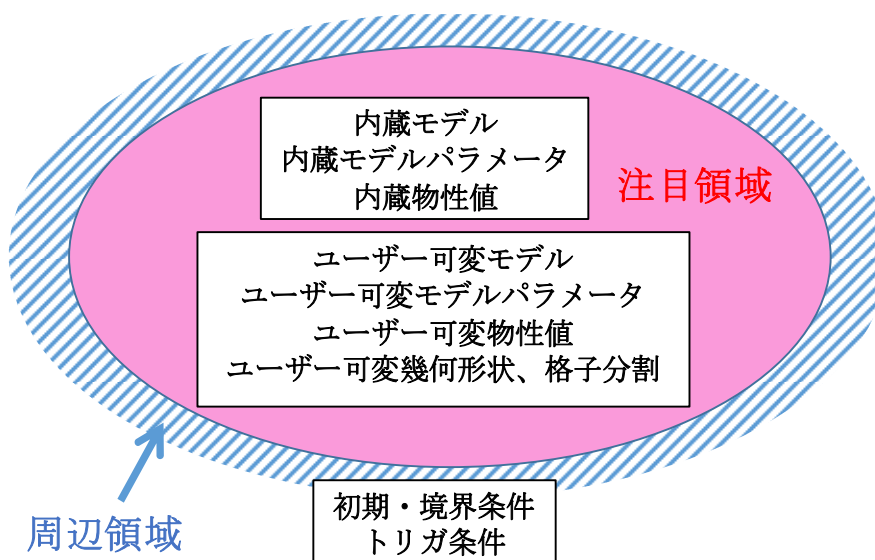 内蔵モデル
内蔵モデルパラメータ
内蔵物性値
注目領域
ユーザー可変モデル
ユーザー可変モデルパラメータ
ユーザー可変物性値
ユーザー可変幾何形状、格子分割
周辺領域
初期・境界条件
トリガ条件